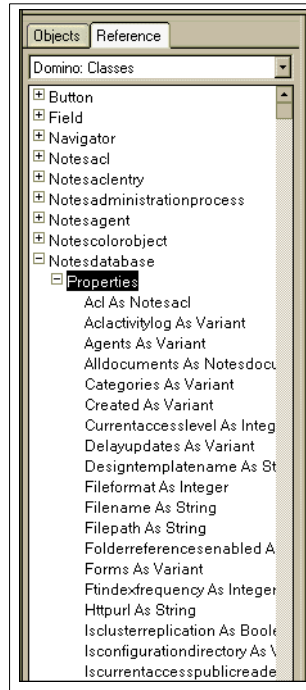 Objects Reference
Domino: Classes
Button
Field
Navigator
Notesacl
Notesaclentry
Notesadministrationprocess
Notesagent
Notescolorobject
Notesdatabase
Properties
Acl As Notesacl
Aclactivitylog As Variant
Agents As Variant
Alldocuments As Notesdocu
Categories As Variant
Created As Variant
Currentaccesslevel As Integ
Delayupdates As Variant
Designtemplatename As St
Fileformat As Integer
Filename As String
Filepath As String
Folderreferencesenabled A
Forms As Variant
Ftindexfrequency As Integer
Httpurl As String
Isclusterreplication As Boole
Isconfigurationdirectory As V
Iscurrentaccesspublicreade